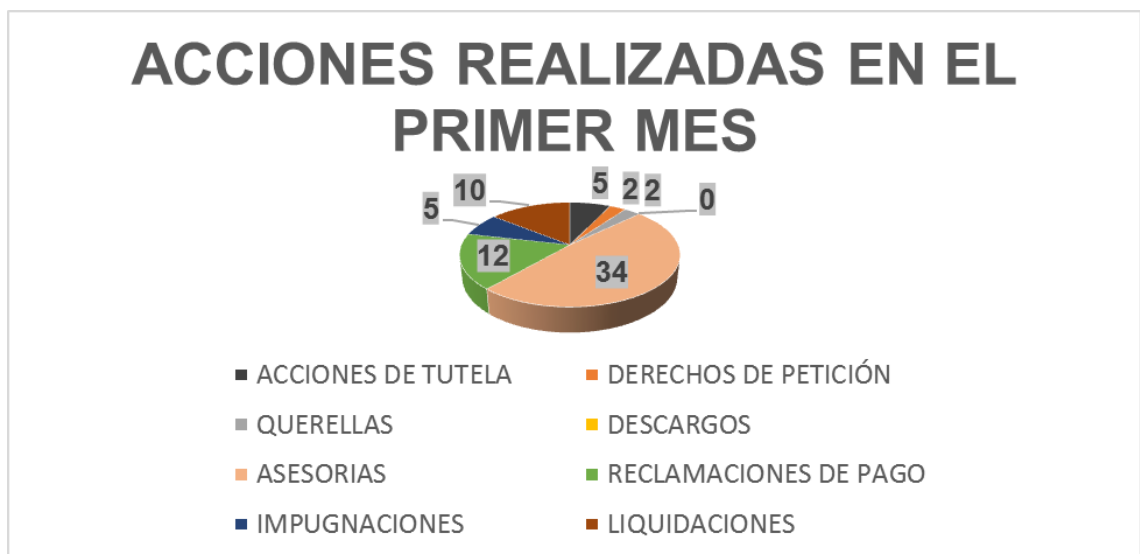 ACCIONES REALIZADAS EN EL
PRIMER MES
10 5 2 2 0
5
12 34
ACCIONES DE TUTELA DERECHOS DE PETICIÓN
QUERELLAS DESCARGOS
ASESORIAS RECLAMACIONES DE PAGO
IMPUGNACIONES LIQUIDACIONES